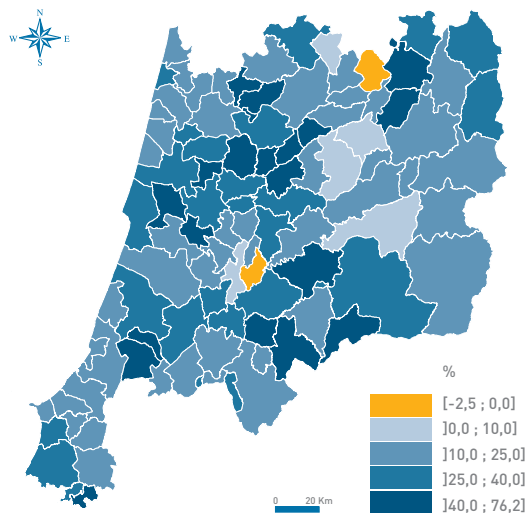 N
W E
S
%
[-2,5 ; 0,0]
]0,0 ; 10,0]
]10,0 ; 25,0]
]25,0 ; 40,0]
]40,0 ; 76,2]
0 20 Km